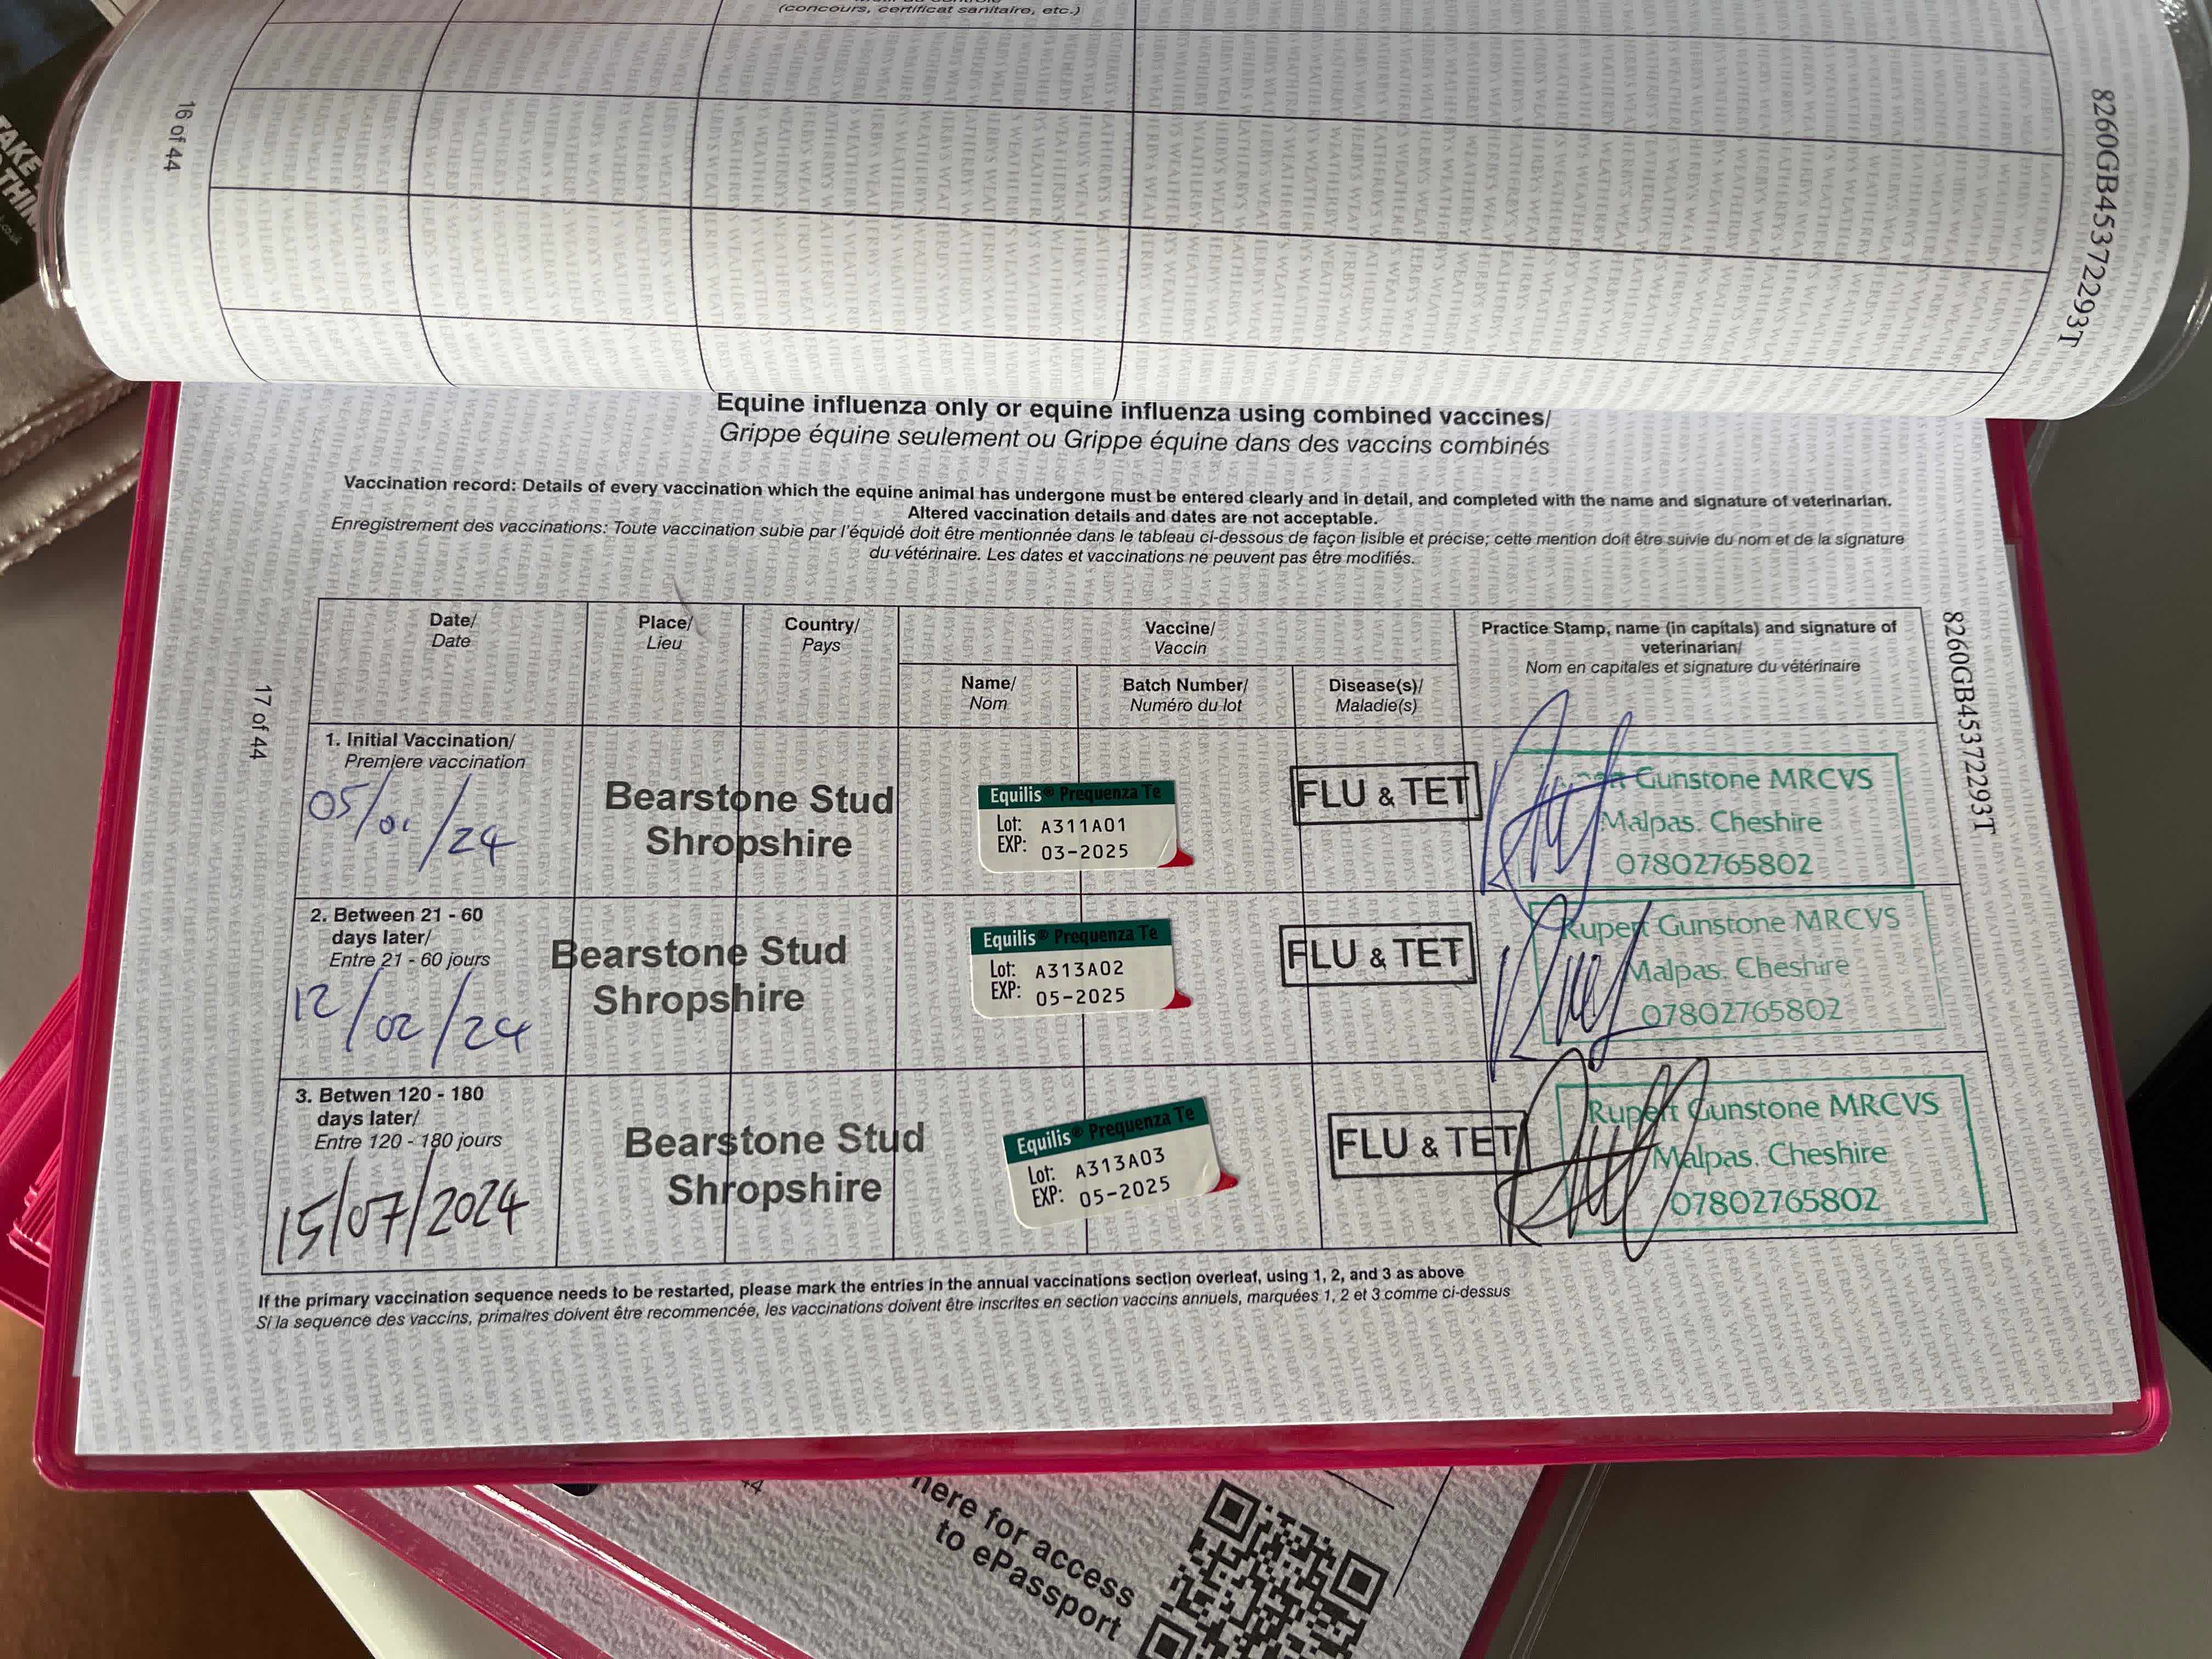 (concours, certificat sanitaire, etc.)
16 of 44
8260GB45372293T
Equine influenza only or equine influenza using combined vaccines/
Grippe équine seulement ou Grippe équine dans des vaccins combinés
Vaccination record: Details of every vaccination which the equine animal has undergone must be entered clearly and in detail, and completed with the name and signature of veterinarian.
Altered vaccination details and dates are not acceptable.
Enregistrement des vaccinations: Toute vaccination subie par l'équidé doit être mentionnée dans le tableau ci-dessous de façon lisible et précise; cette mention doit être suivie du nom et de la signature
du vétérinaire. Les dates et vaccinations ne peuvent pas être modifiés.
17 of 44
8260GB45372293T
Date/
Date
Place/
Lieu
Country/
Pays
Vaccine/
Vaccin
Name/
Nom
Batch Number/
Numéro du lot
Disease(s)/
Maladie(s)
Practice Stamp, name (in capitals) and signature of
veterinarian/
Nom en capitales et signature du vétérinaire
1. Initial Vaccination/
Premiere vaccination
05/01/24
Bearstone Stud
Shropshire
Equilis® Prequenza Te
Lot: A311A01
EXP: 03-2025
FLU & TET
Gunstone MRCVS
Malpas. Cheshire
07802765802
2. Between 21 - 60
days later/
Entre 21 - 60 jours
12/02/24
Bearstone Stud
Shropshire
Equilis® Prequenza Te
Lot: A313A02
EXP: 05-2025
FLU & TET
Rupert Gunstone MRCVS
Malpas. Cheshire
07802765802
3. Betwen 120 - 180
days later/
Entre 120 - 180 jours
15/07/2024
Bearstone Stud
Shropshire
Equilis® Prequenza Te
Lot: A313A03
EXP: 05-2025
FLU & TET
Rupert Gunstone MRCVS
Malpas. Cheshire
07802765802
If the primary vaccination sequence needs to be restarted, please mark the entries in the annual vaccinations section overleaf, using 1, 2, and 3 as above
Si la sequence des vaccins, primaires doivent être recommencée, les vaccinations doivent être inscrites en section vaccins annuels, marquées 1, 2 et 3 comme ci-dessus
here for access
to ePassport